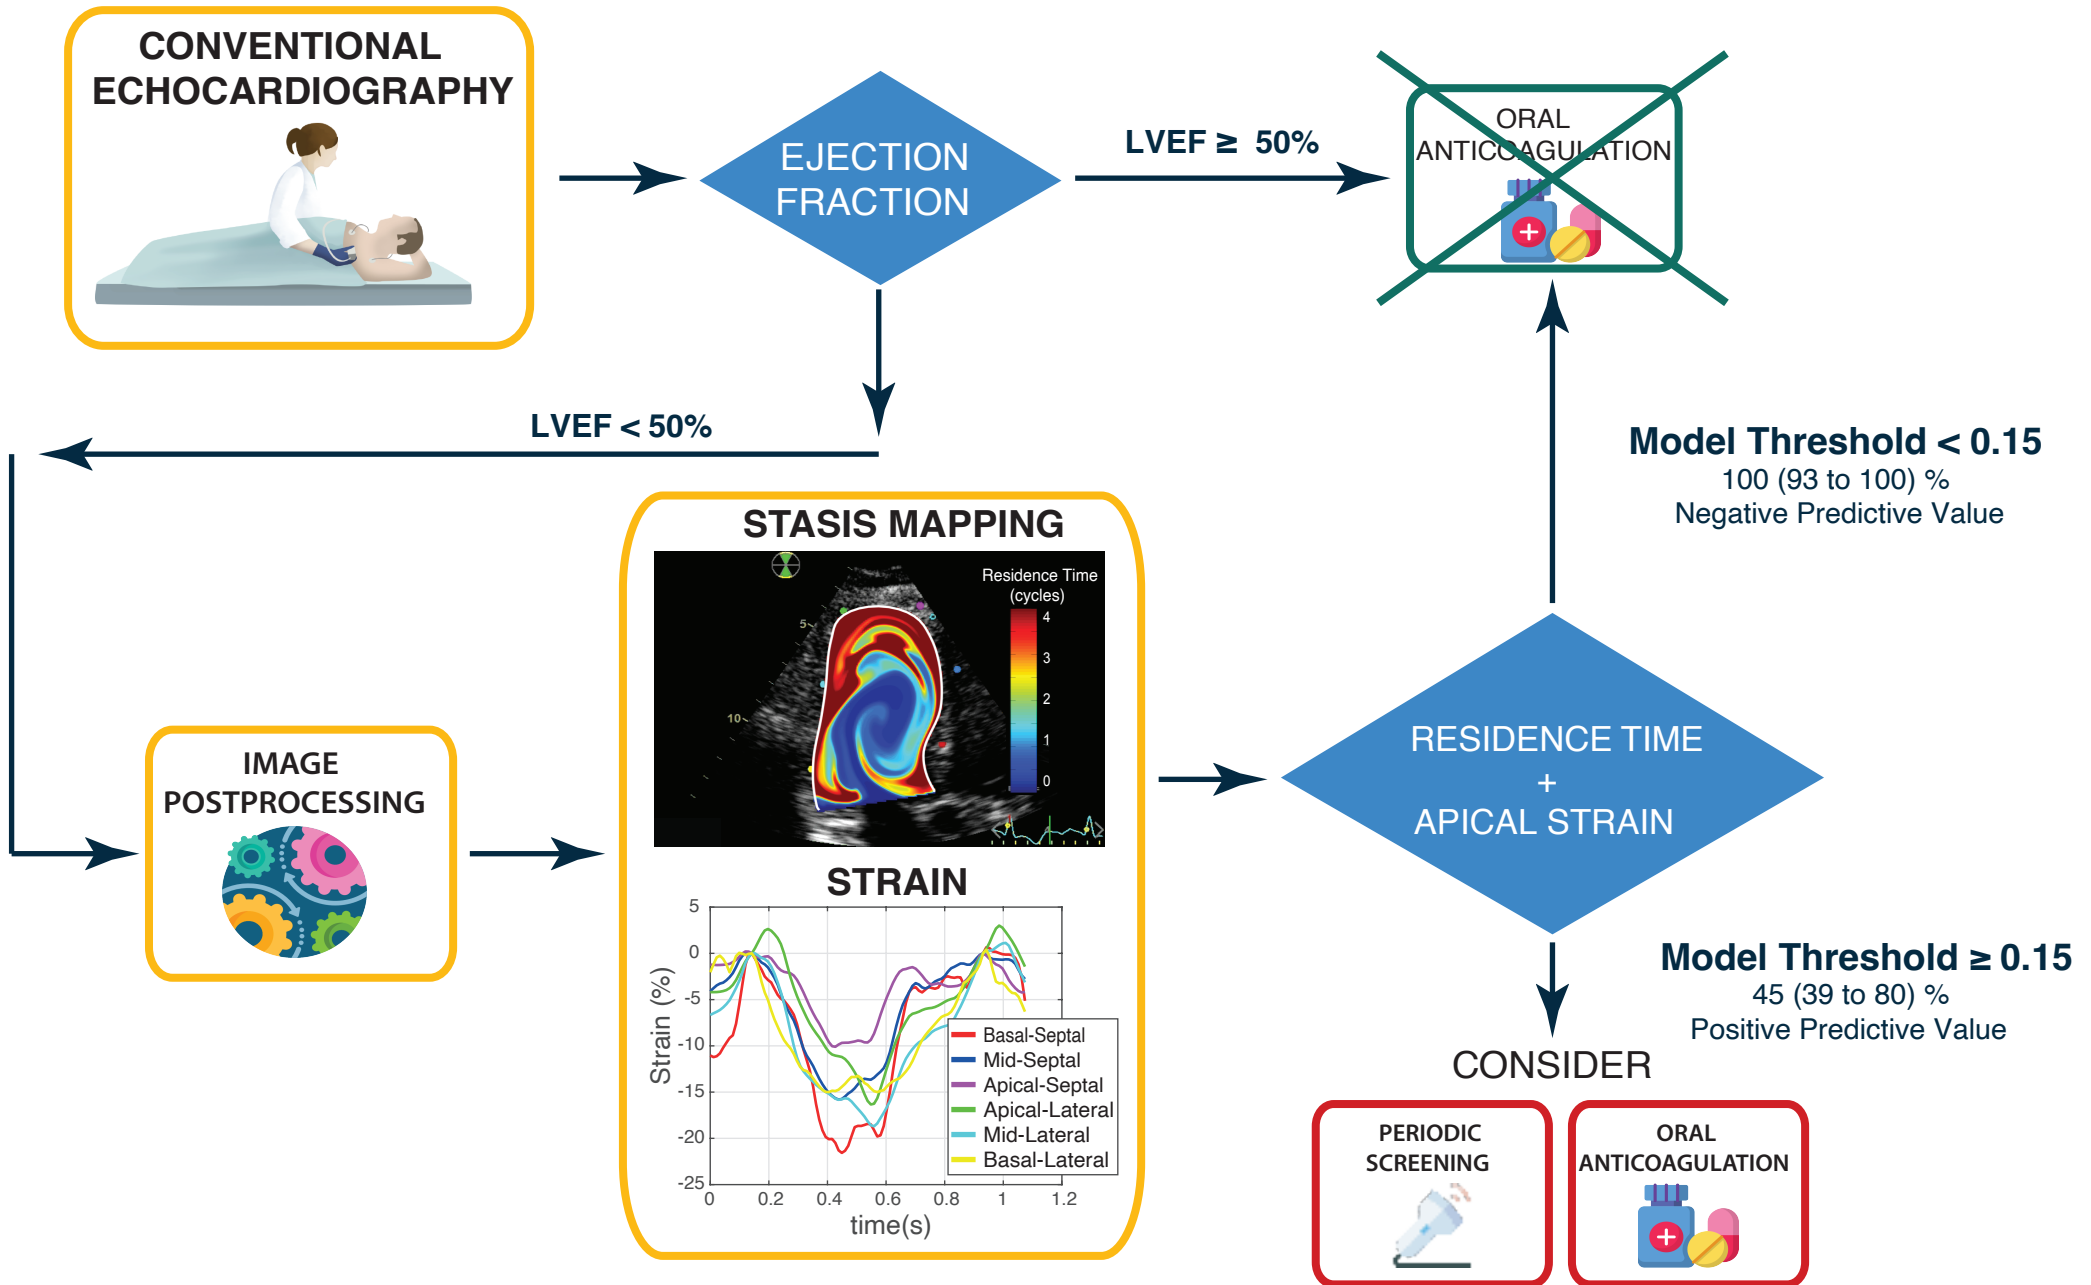 CONVENTIONAL
ECHOCARDIOGRAPHY
EJECTION
FRACTION
LVEF ≥ 50%
ORAL
ANTICOAGULATION
LVEF < 50%
Model Threshold < 0.15
100 (93 to 100) %
Negative Predictive Value
IMAGE
POSTPROCESSING
STASIS MAPPING
Residence Time
(cycles)
4
3
2
1
0
5
10
STRAIN
5
0
-5
-10
-15
-20
-25
Strain (%)
0 0.2 0.4 0.6 0.8 1 1.2
time(s)
Basal-Septal
Mid-Septal
Apical-Septal
Apical-Lateral
Mid-Lateral
Basal-Lateral
RESIDENCE TIME
+
APICAL STRAIN
Model Threshold ≥ 0.15
45 (39 to 80) %
Positive Predictive Value
CONSIDER
PERIODIC
SCREENING
ORAL
ANTICOAGULATION